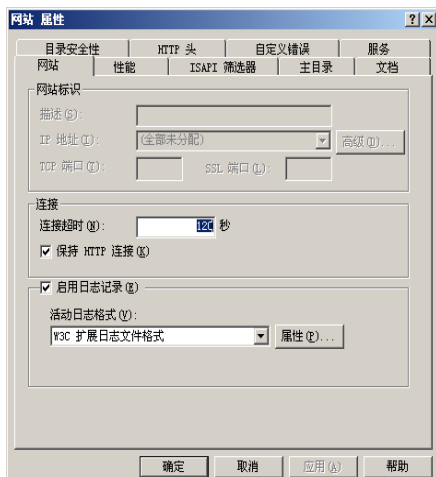 网站 属性
目录安全性 HTTP 头 自定义错误 服务
网站 性能 ISAPI 筛选器 主目录 文档
网站标识
描述(S):
IP 地址(I): (全部未分配) 高级(D)...
TCP 端口(T): SSL 端口(L):
连接
连接超时(N): 120 秒
保持 HTTP 连接(K)
启用日志记录(E)
活动日志格式(V):
W3C 扩展日志文件格式 属性(P)...
确定 取消 应用(A) 帮助